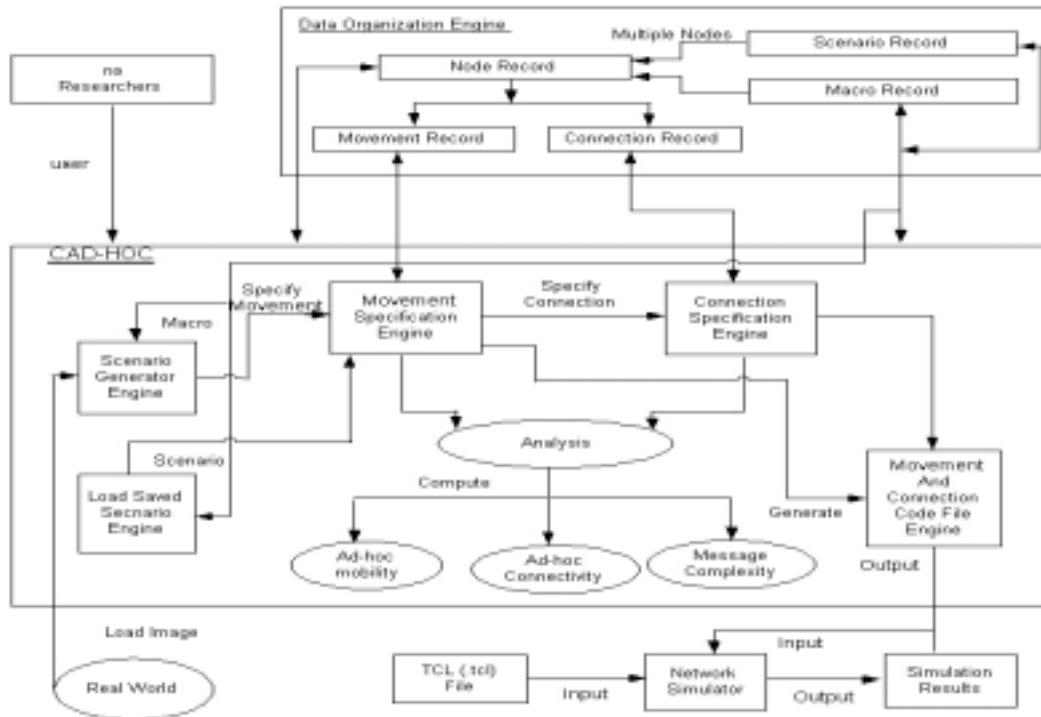 Data Organization Engine
Multiple Nodes
Scenario Record
Node Record
Macro Record
Movement Record
Connection Record
ns
Researchers
user
CAD-HOC
Specify
Movement
Macro
Movement
Specification
Engine
Specify
Connection
Connection
Specification
Engine
Scenario
Generator
Engine
Analysis
Scenario
Load Saved
Secnario
Engine
Compute
Generate
Movement
And
Connection
Code File
Engine
Ad-hoc
mobility
Ad-hoc
Connectivity
Message
Complexity
Output
Load Image
Real World
TCL (.tcl)
File
Input
Network
Simulator
Input
Output
Simulation
Results